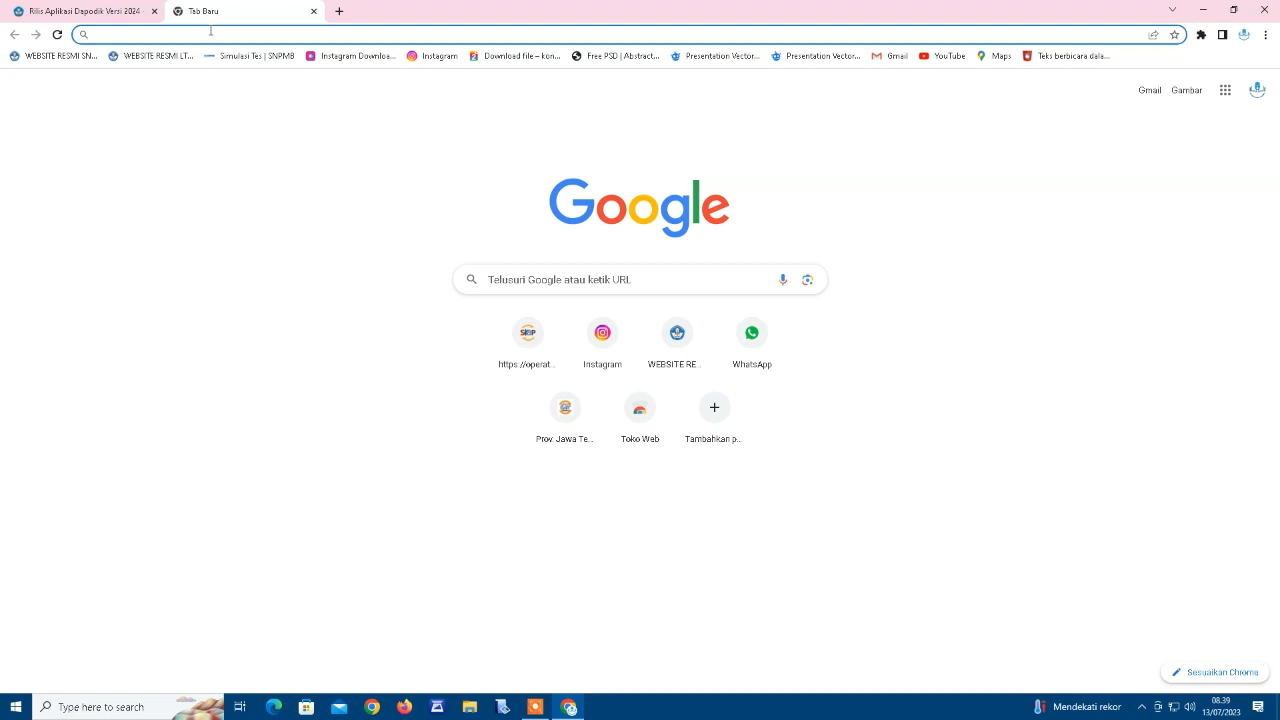 Rilis Aplikasi Dapodik Versi 2024
Tab Baru
WEBSITE RESMI SN...
WEBSITE RESMI LT...
Simulasi Tes | SNPMB
Instagram Downloa...
Instagram
Download file – kon...
Free PSD | Abstract...
Presentation Vector...
Presentation Vector...
Gmail
YouTube
Maps
Teks berbicara dala...
Gmail
Gambar
Google
Telusuri Google atau ketik URL
https://operat...
Instagram
WEBSITE RE...
WhatsApp
Prov. Jawa Te...
Toko Web
Tambahkan p...
Sesuaikan Chrome
Type here to search
Mendekati rekor
08.39
13/07/2023